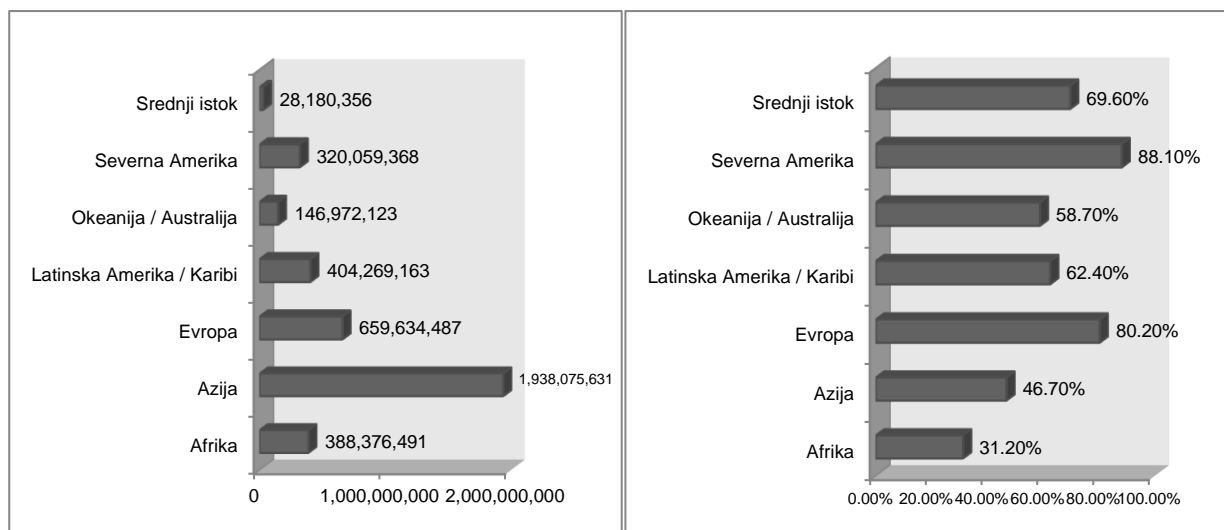 Srednji istok 28,180,356
Severna Amerika 320,059,368
Okeanija / Australija 146,972,123
Latinska Amerika / Karibi 404,269,163
Evropa 659,634,487
Azija 1,938,075,631
Afrika 388,376,491
0 1,000,000,000 2,000,000,000
Srednji istok 69.60%
Severna Amerika 88.10%
Okeanija / Australija 58.70%
Latinska Amerika / Karibi 62.40%
Evropa 80.20%
Azija 46.70%
Afrika 31.20%
0.00% 20.00% 40.00% 60.00% 80.00% 100.00%